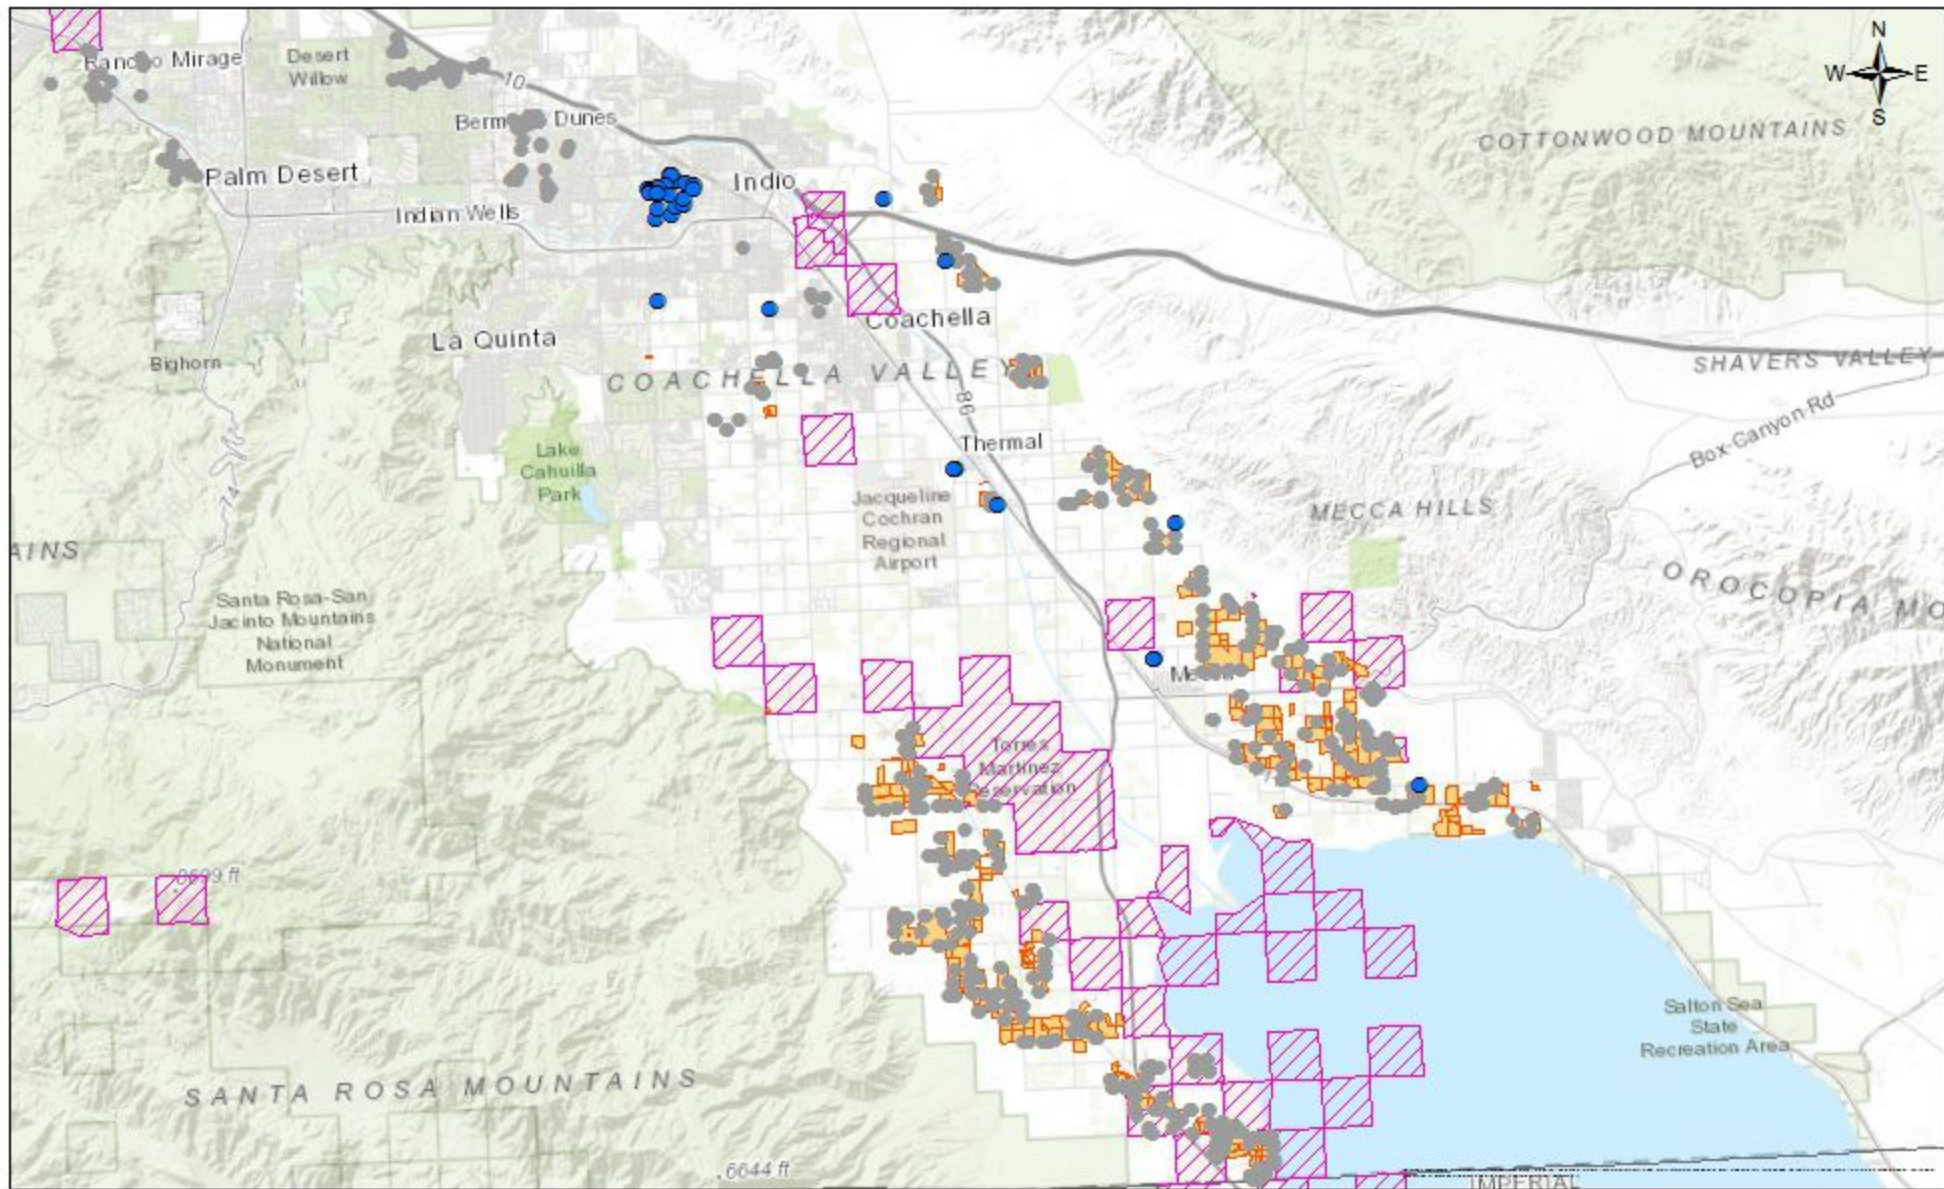 N
W E
S
Rancho Mirage
Desert
Willow
10
Bermuda Dunes
COTTONWOOD MOUNTAINS
Palm Desert
Indio
Indian Wells
Coachella
La Quinta
Bighorn
SHAVERS VALLEY
COACHELLA VALLEY
86
Box-Canyon-Rd
Thermal
Lake
Cahuilla
Park
74
Jacqueline
Cochran
Regional
Airport
MECCA HILLS
AINS
OROCOPIA MO
Santa Rosa-San
Jacinto Mountains
National
Monument
Mecca
Torres
Martinez
Reservation
8699 ft
Salton Sea
State
Recreation Area
SANTA ROSA MOUNTAINS
6644 ft
IMPERIAL